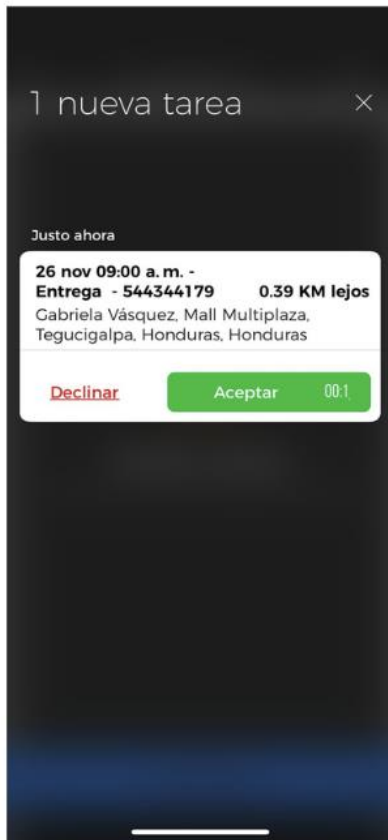 1 nueva tarea
Justo ahora
26 nov 09:00 a. m. -
Entrega - 544344179 0.39 KM lejos
Gabriela Vásquez, Mall Multiplaza,
Tegucigalpa, Honduras, Honduras
Declinar Aceptar 00:1